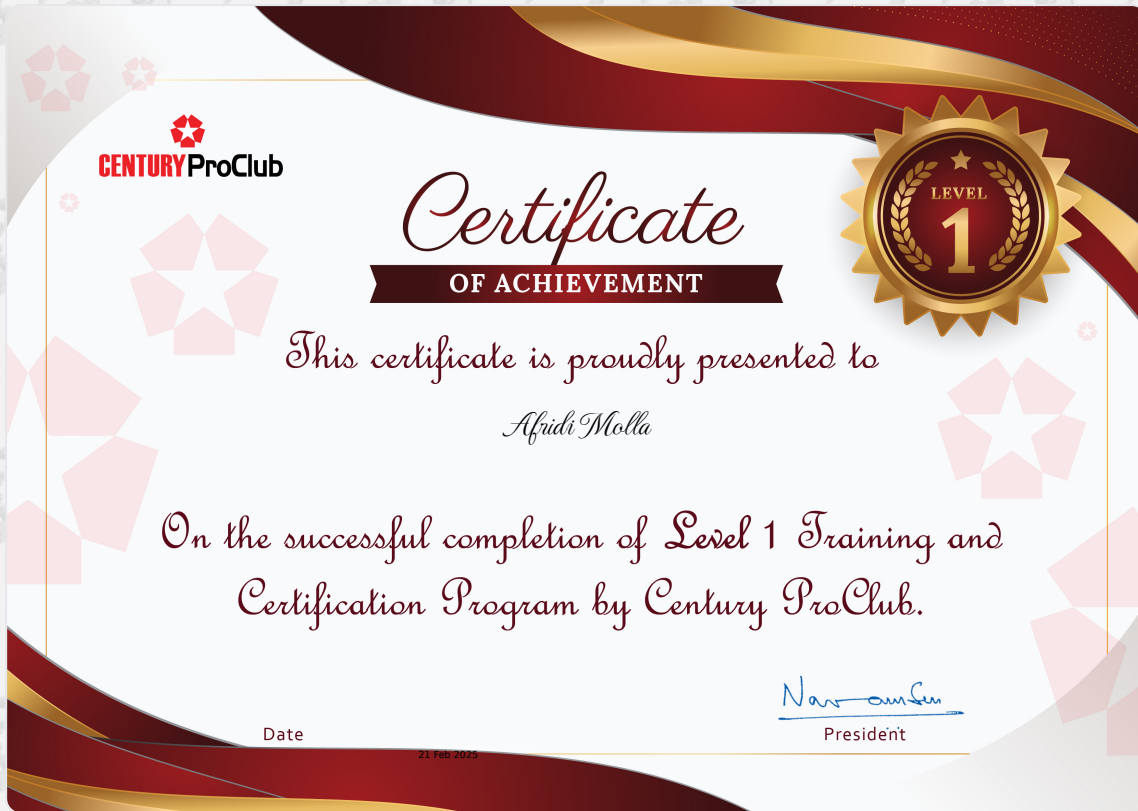 CENTURY ProClub
LEVEL
1
Certificate
OF ACHIEVEMENT
This certificate is proudly presented to
Afridi Molla
On the successful completion of Level 1 Training and
Certification Program by Century ProClub.
Date
President
21 Feb 2025